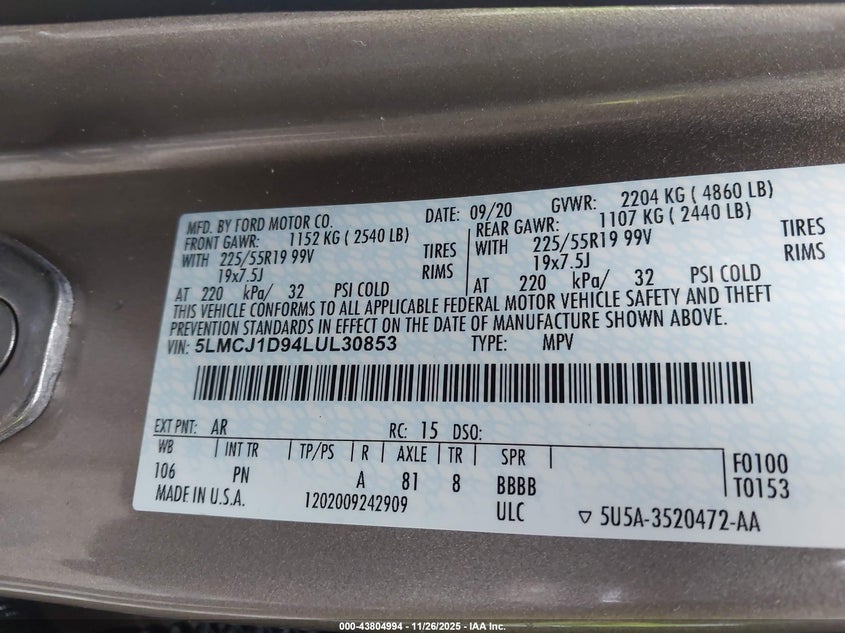 MFD. BY FORD MOTOR CO. DATE: 09/20 GVWR: 2204 KG ( 4860 LB)
FRONT GAWR: 1152 KG ( 2540 LB) REAR GAWR: 1107 KG ( 2440 LB)
WITH 225/55R19 99V TIRES WITH 225/55R19 99V TIRES
19x7.5J RIMS 19x7.5J RIMS
AT 220 kPa/ 32 PSI COLD AT 220 kPa/ 32 PSI COLD
THIS VEHICLE CONFORMS TO ALL APPLICABLE FEDERAL MOTOR VEHICLE SAFETY AND THEFT
PREVENTION STANDARDS IN EFFECT ON THE DATE OF MANUFACTURE SHOWN ABOVE.
VIN: 5LMCJ1D94LUL30853 TYPE: MPV
EXT PNT: AR RC: 15 DSO:
WB INT TR TP/PS R AXLE TR SPR F0100
106 PN A 81 8 BBBB T0153
MADE IN U.S.A. 1202009242909 ULC 5U5A-3520472-AA
000-43804994 - 11/26/2025 - IAA Inc.